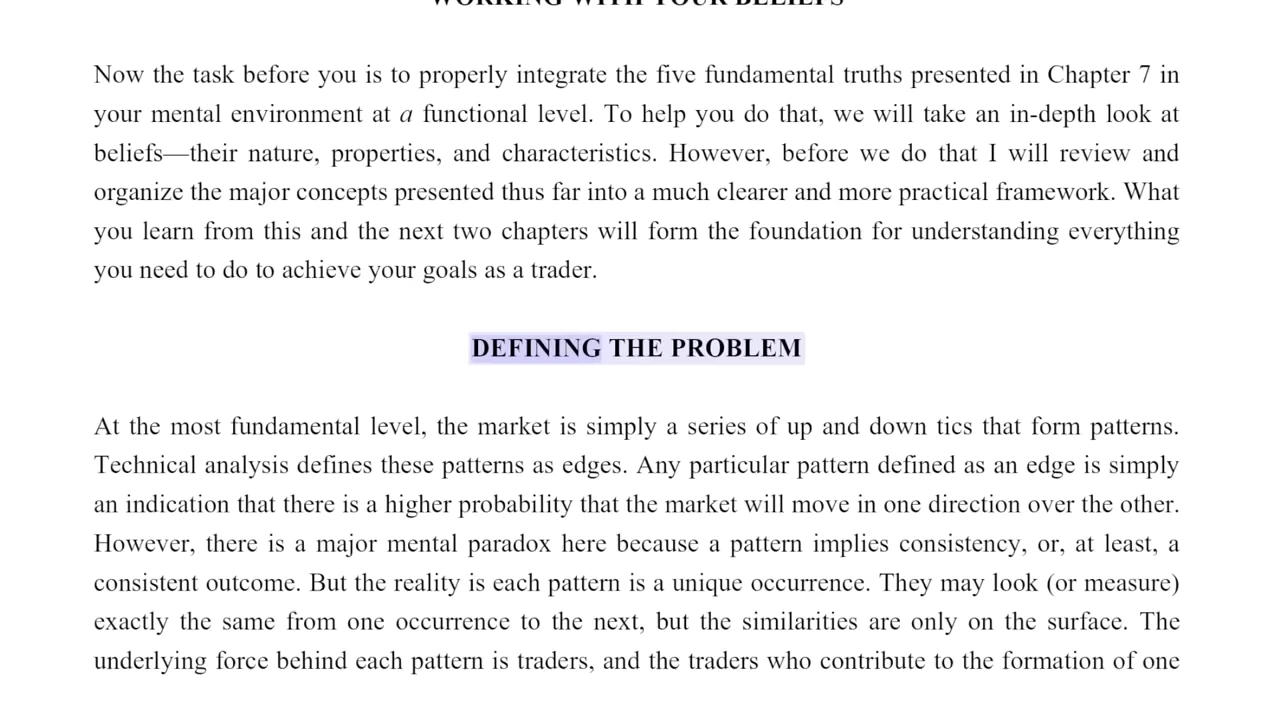 WORKING WITH YOUR BELIEFS
Now the task before you is to properly integrate the five fundamental truths presented in Chapter 7 in
your mental environment at a functional level. To help you do that, we will take an in-depth look at
beliefs—their nature, properties, and characteristics. However, before we do that I will review and
organize the major concepts presented thus far into a much clearer and more practical framework. What
you learn from this and the next two chapters will form the foundation for understanding everything
you need to do to achieve your goals as a trader.
DEFINING THE PROBLEM
At the most fundamental level, the market is simply a series of up and down tics that form patterns.
Technical analysis defines these patterns as edges. Any particular pattern defined as an edge is simply
an indication that there is a higher probability that the market will move in one direction over the other.
However, there is a major mental paradox here because a pattern implies consistency, or, at least, a
consistent outcome. But the reality is each pattern is a unique occurrence. They may look (or measure)
exactly the same from one occurrence to the next, but the similarities are only on the surface. The
underlying force behind each pattern is traders, and the traders who contribute to the formation of one